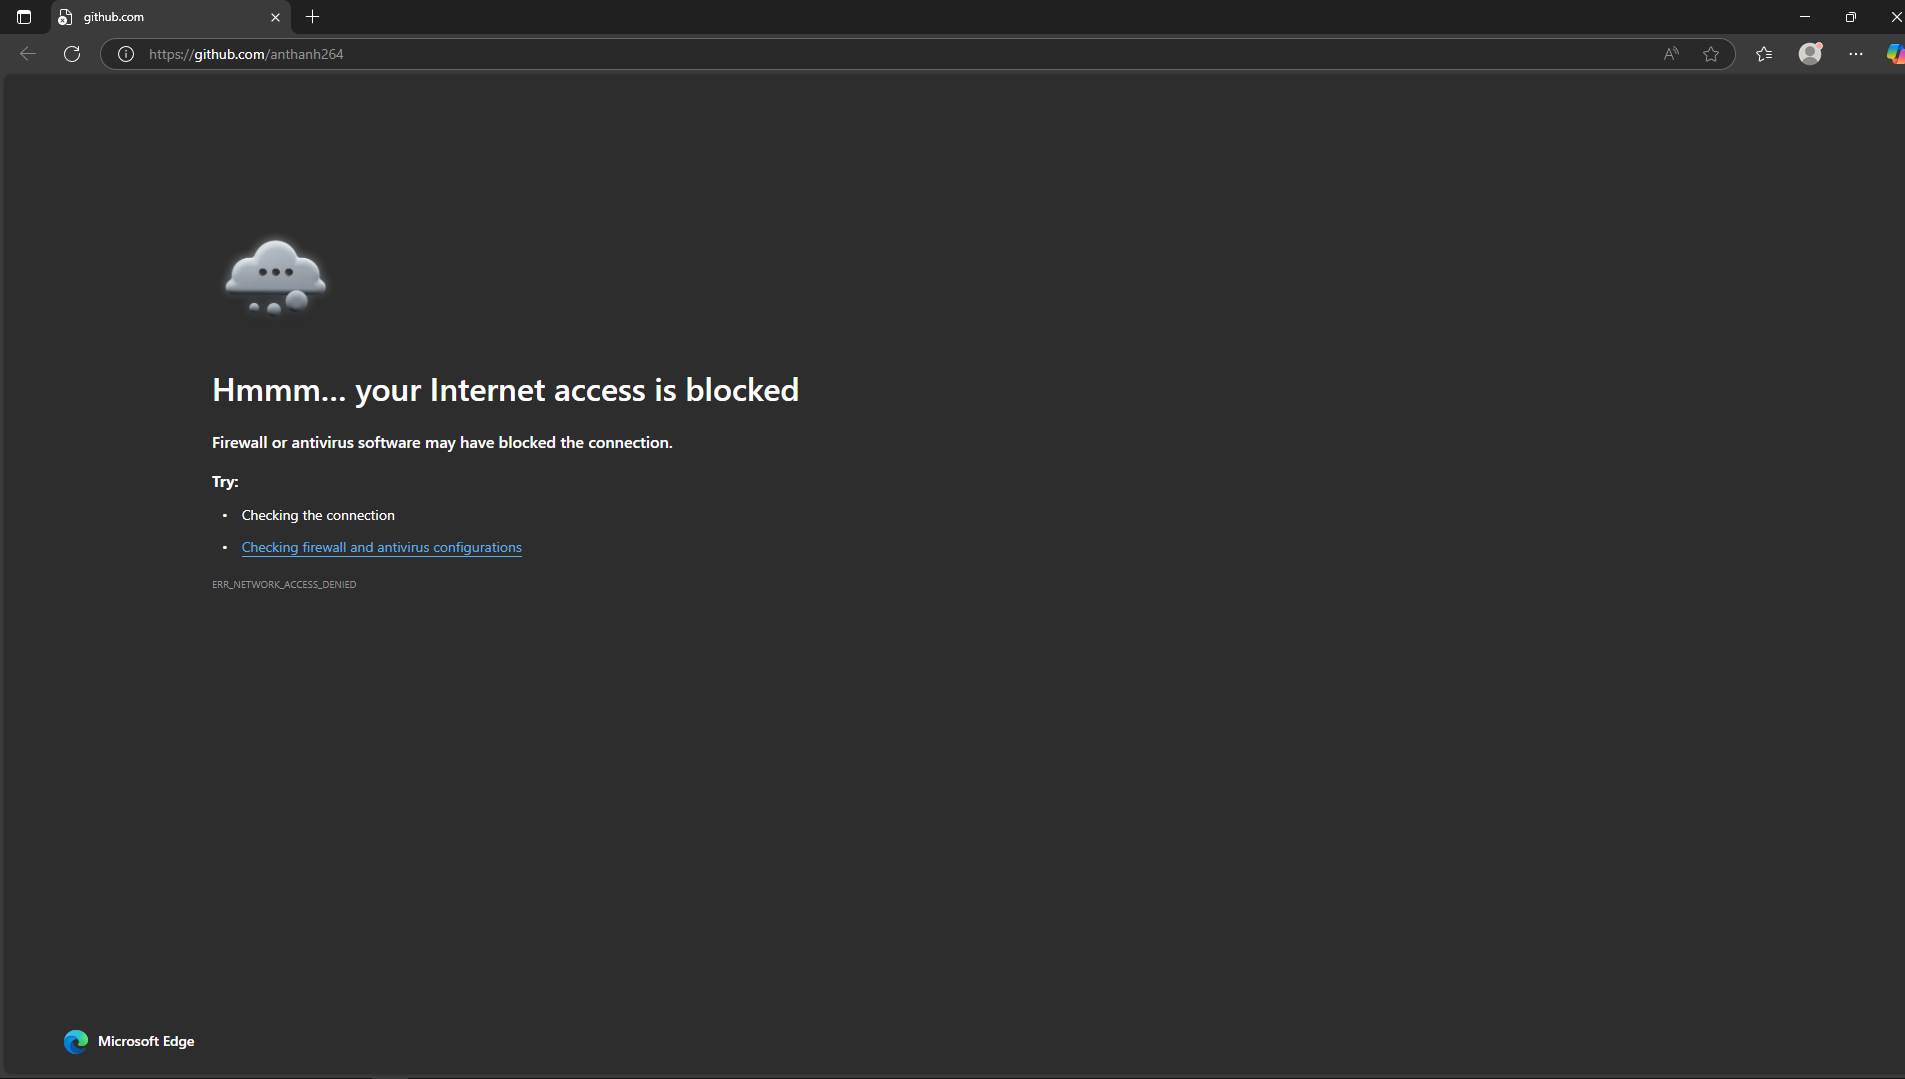 github.com
https://github.com/anthanh264
Hmmm... your Internet access is blocked
Firewall or antivirus software may have blocked the connection.
Try:
• Checking the connection
• Checking firewall and antivirus configurations
ERR_NETWORK_ACCESS_DENIED
Microsoft Edge